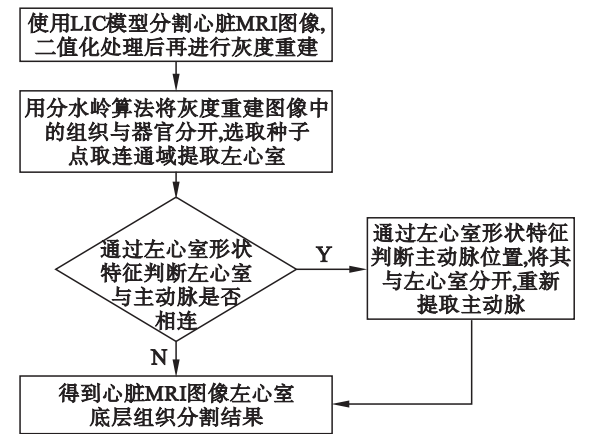 使用LIC模型分割心脏MRI图像,
二值化处理后再进行灰度重建
用分水岭算法将灰度重建图像中
的组织与器官分开,选取种子
点取连通域提取左心室
通过左心室形状
特征判断左心室
与主动脉是否
相连
Y
通过左心室形状特征
判断主动脉位置,将其
与左心室分开,重新
提取主动脉
N
得到心脏MRI图像左心室
底层组织分割结果